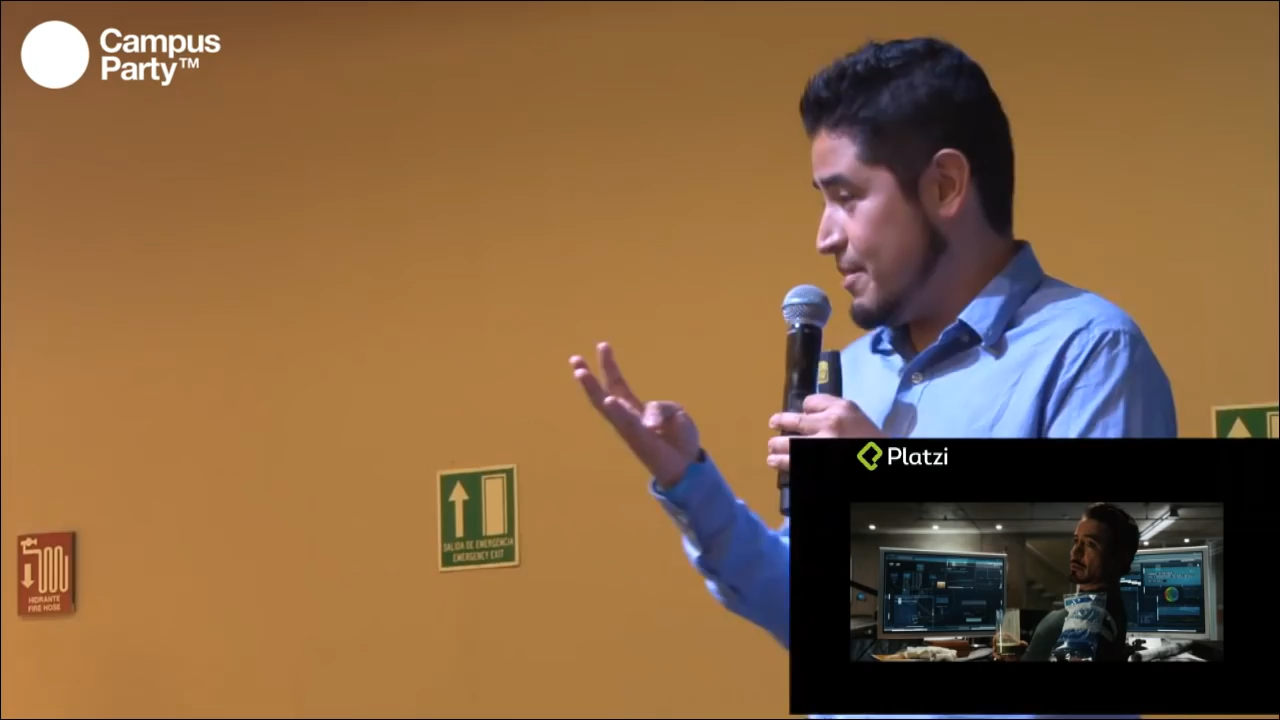 Campus
Party™
Platzi
SALIDA DE EMERGENCIA
EMERGENCY EXIT
HIDRANTE
FIRE HOSE